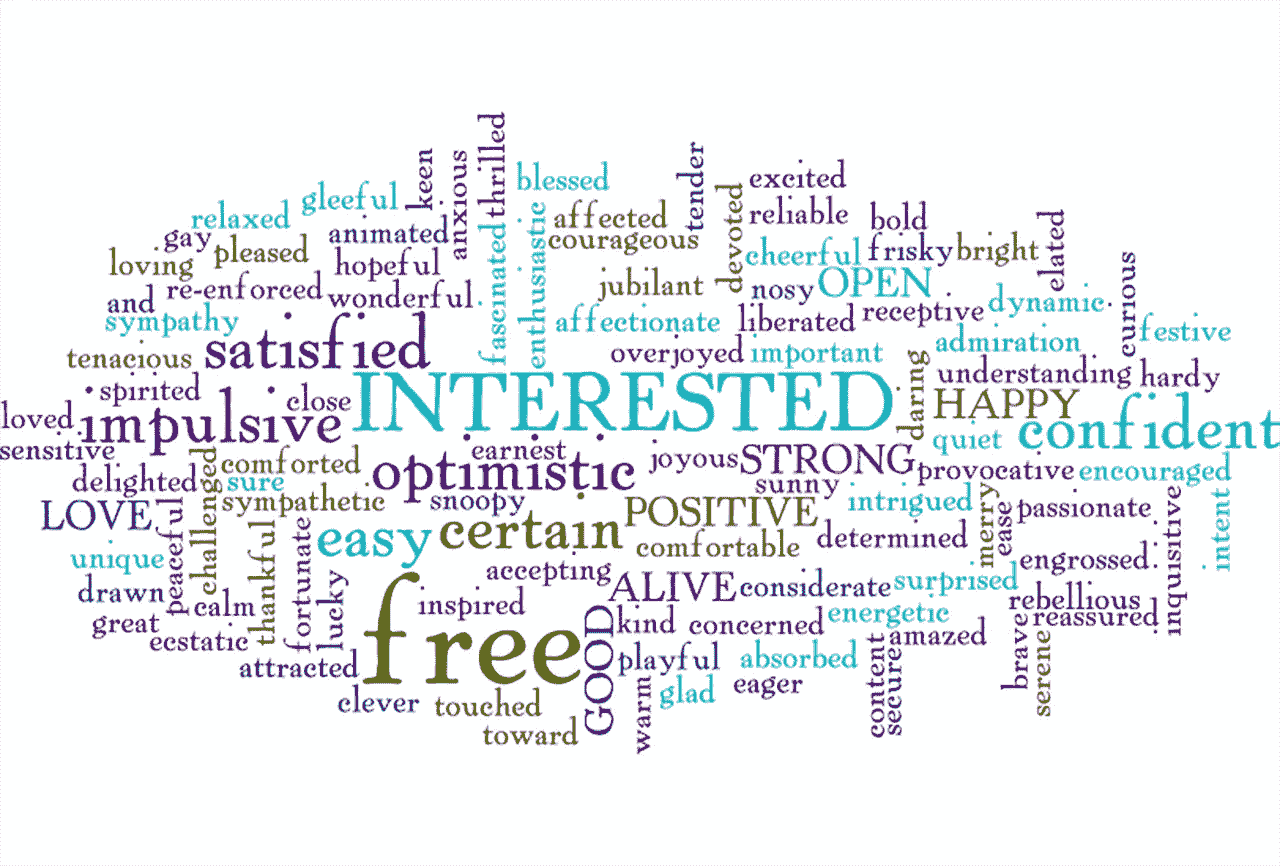 thrilled
keen
anxious
tender
blessed
excited
gleeful
relaxed
affected
devoted
reliable
bold
elated
gay
animated
courageous
cheerful
frisky
bright
pleased
fascinated
enthusiastic
loving
hopeful
jubilant
nosy
OPEN
curious
and
re-enforced
wonderful.
dynamic.
sympathy
affectionate
liberated
receptive
festive
tenacious
satisfied
overjoyed
important
admiration
daring
understanding
hardy
spirited
close
INTERESTED
HAPPY
loved
impulsive
quiet
confident
sensitive
earnest
joyous
STRONG
provocative
encouraged
delighted
challenged
comforted
sure
optimistic
sunny
intrigued
sympathetic
snoopy
POSITIVE
merry
ease
passionate.
inquisitive
intent
LOVE.
peaceful
thankful
fortunate
easy
certain
comfortable
determined
engrossed.
unique
lucky
accepting
ALIVE
considerate
surprised
drawn
calm
inspired
free
GOOD
kind
concerned
energetic
rebellious
reassured
great
ecstatic
amazed
brave
serene
attracted
playful
absorbed
content
secure
clever
touched
warm
glad
eager
toward